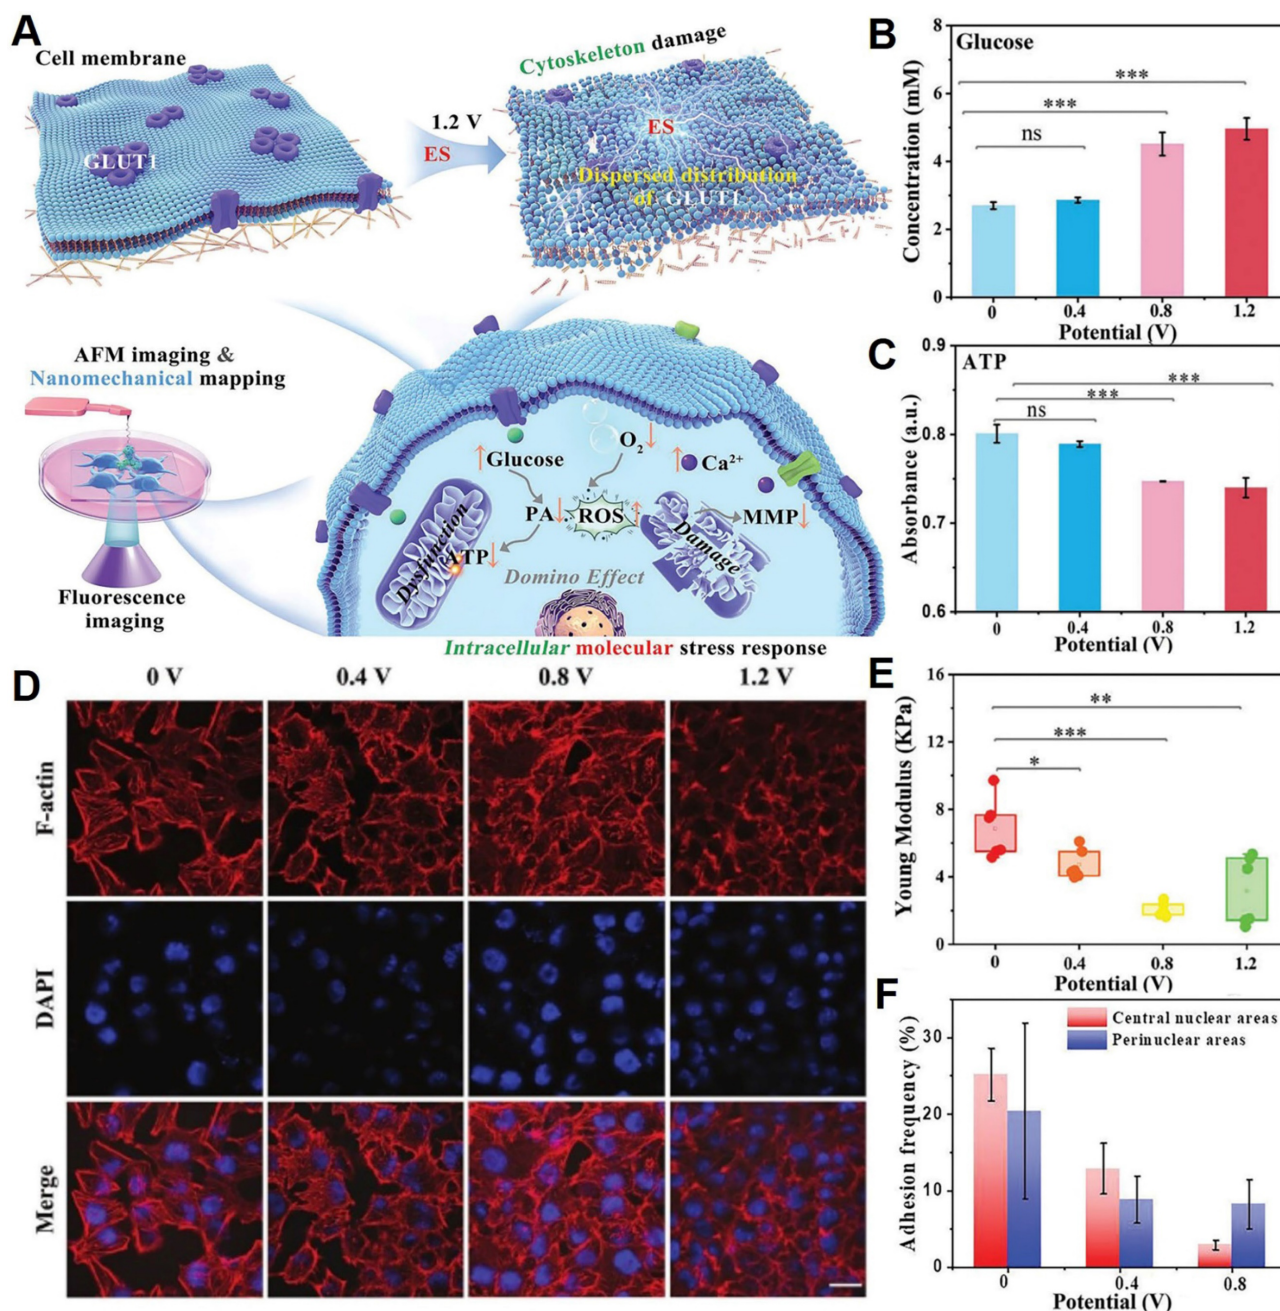 A
Cell membrane
GLUT1
1.2 V
ES
Cytoskeleton damage
ES
Dispersed distribution
of GLUT1
AFM imaging &
Nanomechanical mapping
Fluorescence
imaging
Glucose
O2
Ca2+
PA
ROS
MMP
ATP
Dysfunction
Damage
Domino Effect
Intracellular molecular stress response
B
Glucose
Concentration (mM)
8
6
4
2
0
***
***
ns
0 0.4 0.8 1.2
Potential (V)
C
ATP
Absorbance (a.u.)
0.9
0.8
0.7
0.6
***
***
ns
0 0.4 0.8 1.2
Potential (V)
D
0 V 0.4 V 0.8 V 1.2 V
F-actin
DAPI
Merge
E
Young Modulus (KPa)
16
12
8
4
0
**
***
*
0 0.4 0.8 1.2
Potential (V)
F
Adhesion frequency (%)
30
20
10
0
Central nuclear areas
Perinuclear areas
0 0.4 0.8
Potential (V)